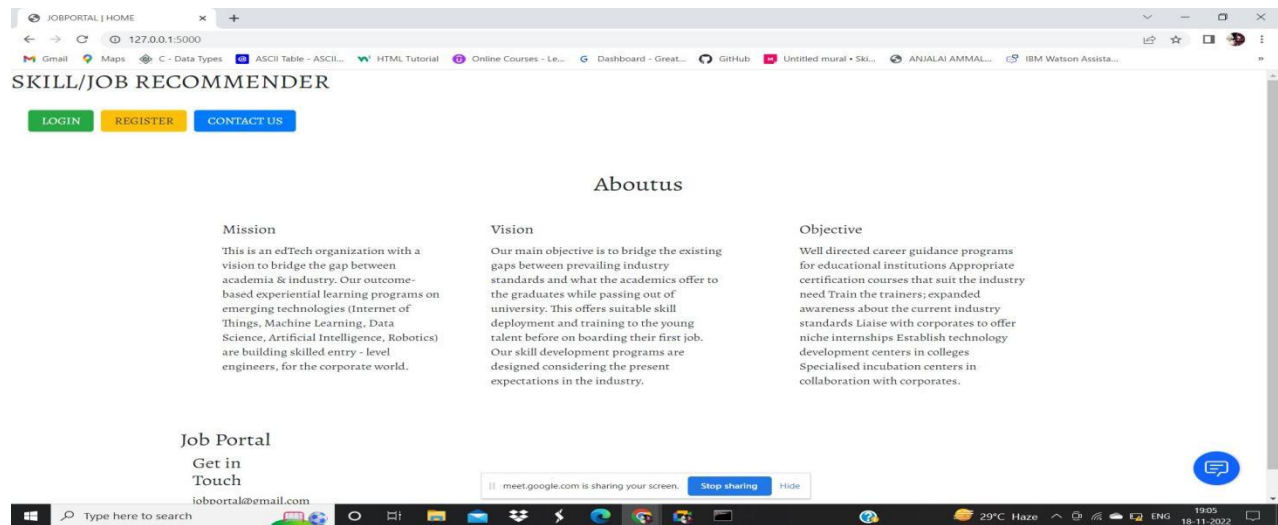 JOBPORTAL | HOME
127.0.0.1:5000
Gmail Maps C - Data Types ASCII Table - ASCII... HTML Tutorial Online Courses - Le... Dashboard - Great... GitHub Untitled mural • Ski... ANJALAI AMMAL... IBM Watson Assista...
SKILL/JOB RECOMMENDER
LOGIN REGISTER CONTACT US
Aboutus
Mission
This is an edTech organization with a
vision to bridge the gap between
academia & industry. Our outcome-
based experiential learning programs on
emerging technologies (Internet of
Things, Machine Learning, Data
Science, Artificial Intelligence, Robotics)
are building skilled entry - level
engineers, for the corporate world.
Vision
Our main objective is to bridge the existing
gaps between prevailing industry
standards and what the academics offer to
the graduates while passing out of
university. This offers suitable skill
deployment and training to the young
talent before on boarding their first job.
Our skill development programs are
designed considering the present
expectations in the industry.
Objective
Well directed career guidance programs
for educational institutions Appropriate
certification courses that suit the industry
need Train the trainers; expanded
awareness about the current industry
standards Liaise with corporates to offer
niche internships Establish technology
development centers in colleges
Specialised incubation centers in
collaboration with corporates.
Job Portal
Get in
Touch
jobportal@gmail.com
meet.google.com is sharing your screen. Stop sharing Hide
Type here to search
29°C Haze ENG
19:05
18-11-2022